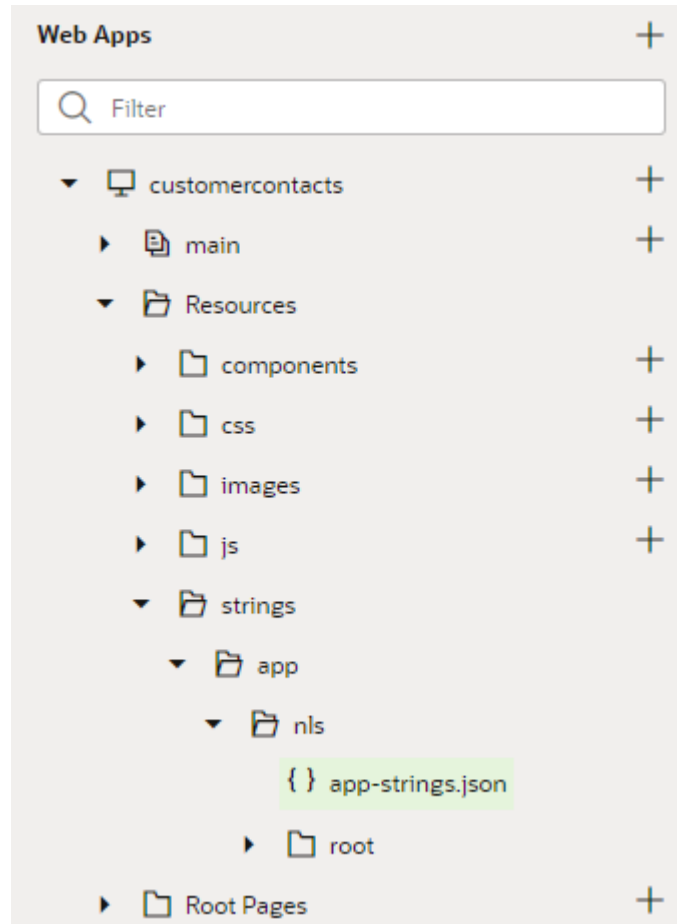 Web Apps
Filter
customercontacts
main
Resources
components
css
images
js
strings
app
nls
{ } app-strings.json
root
Root Pages